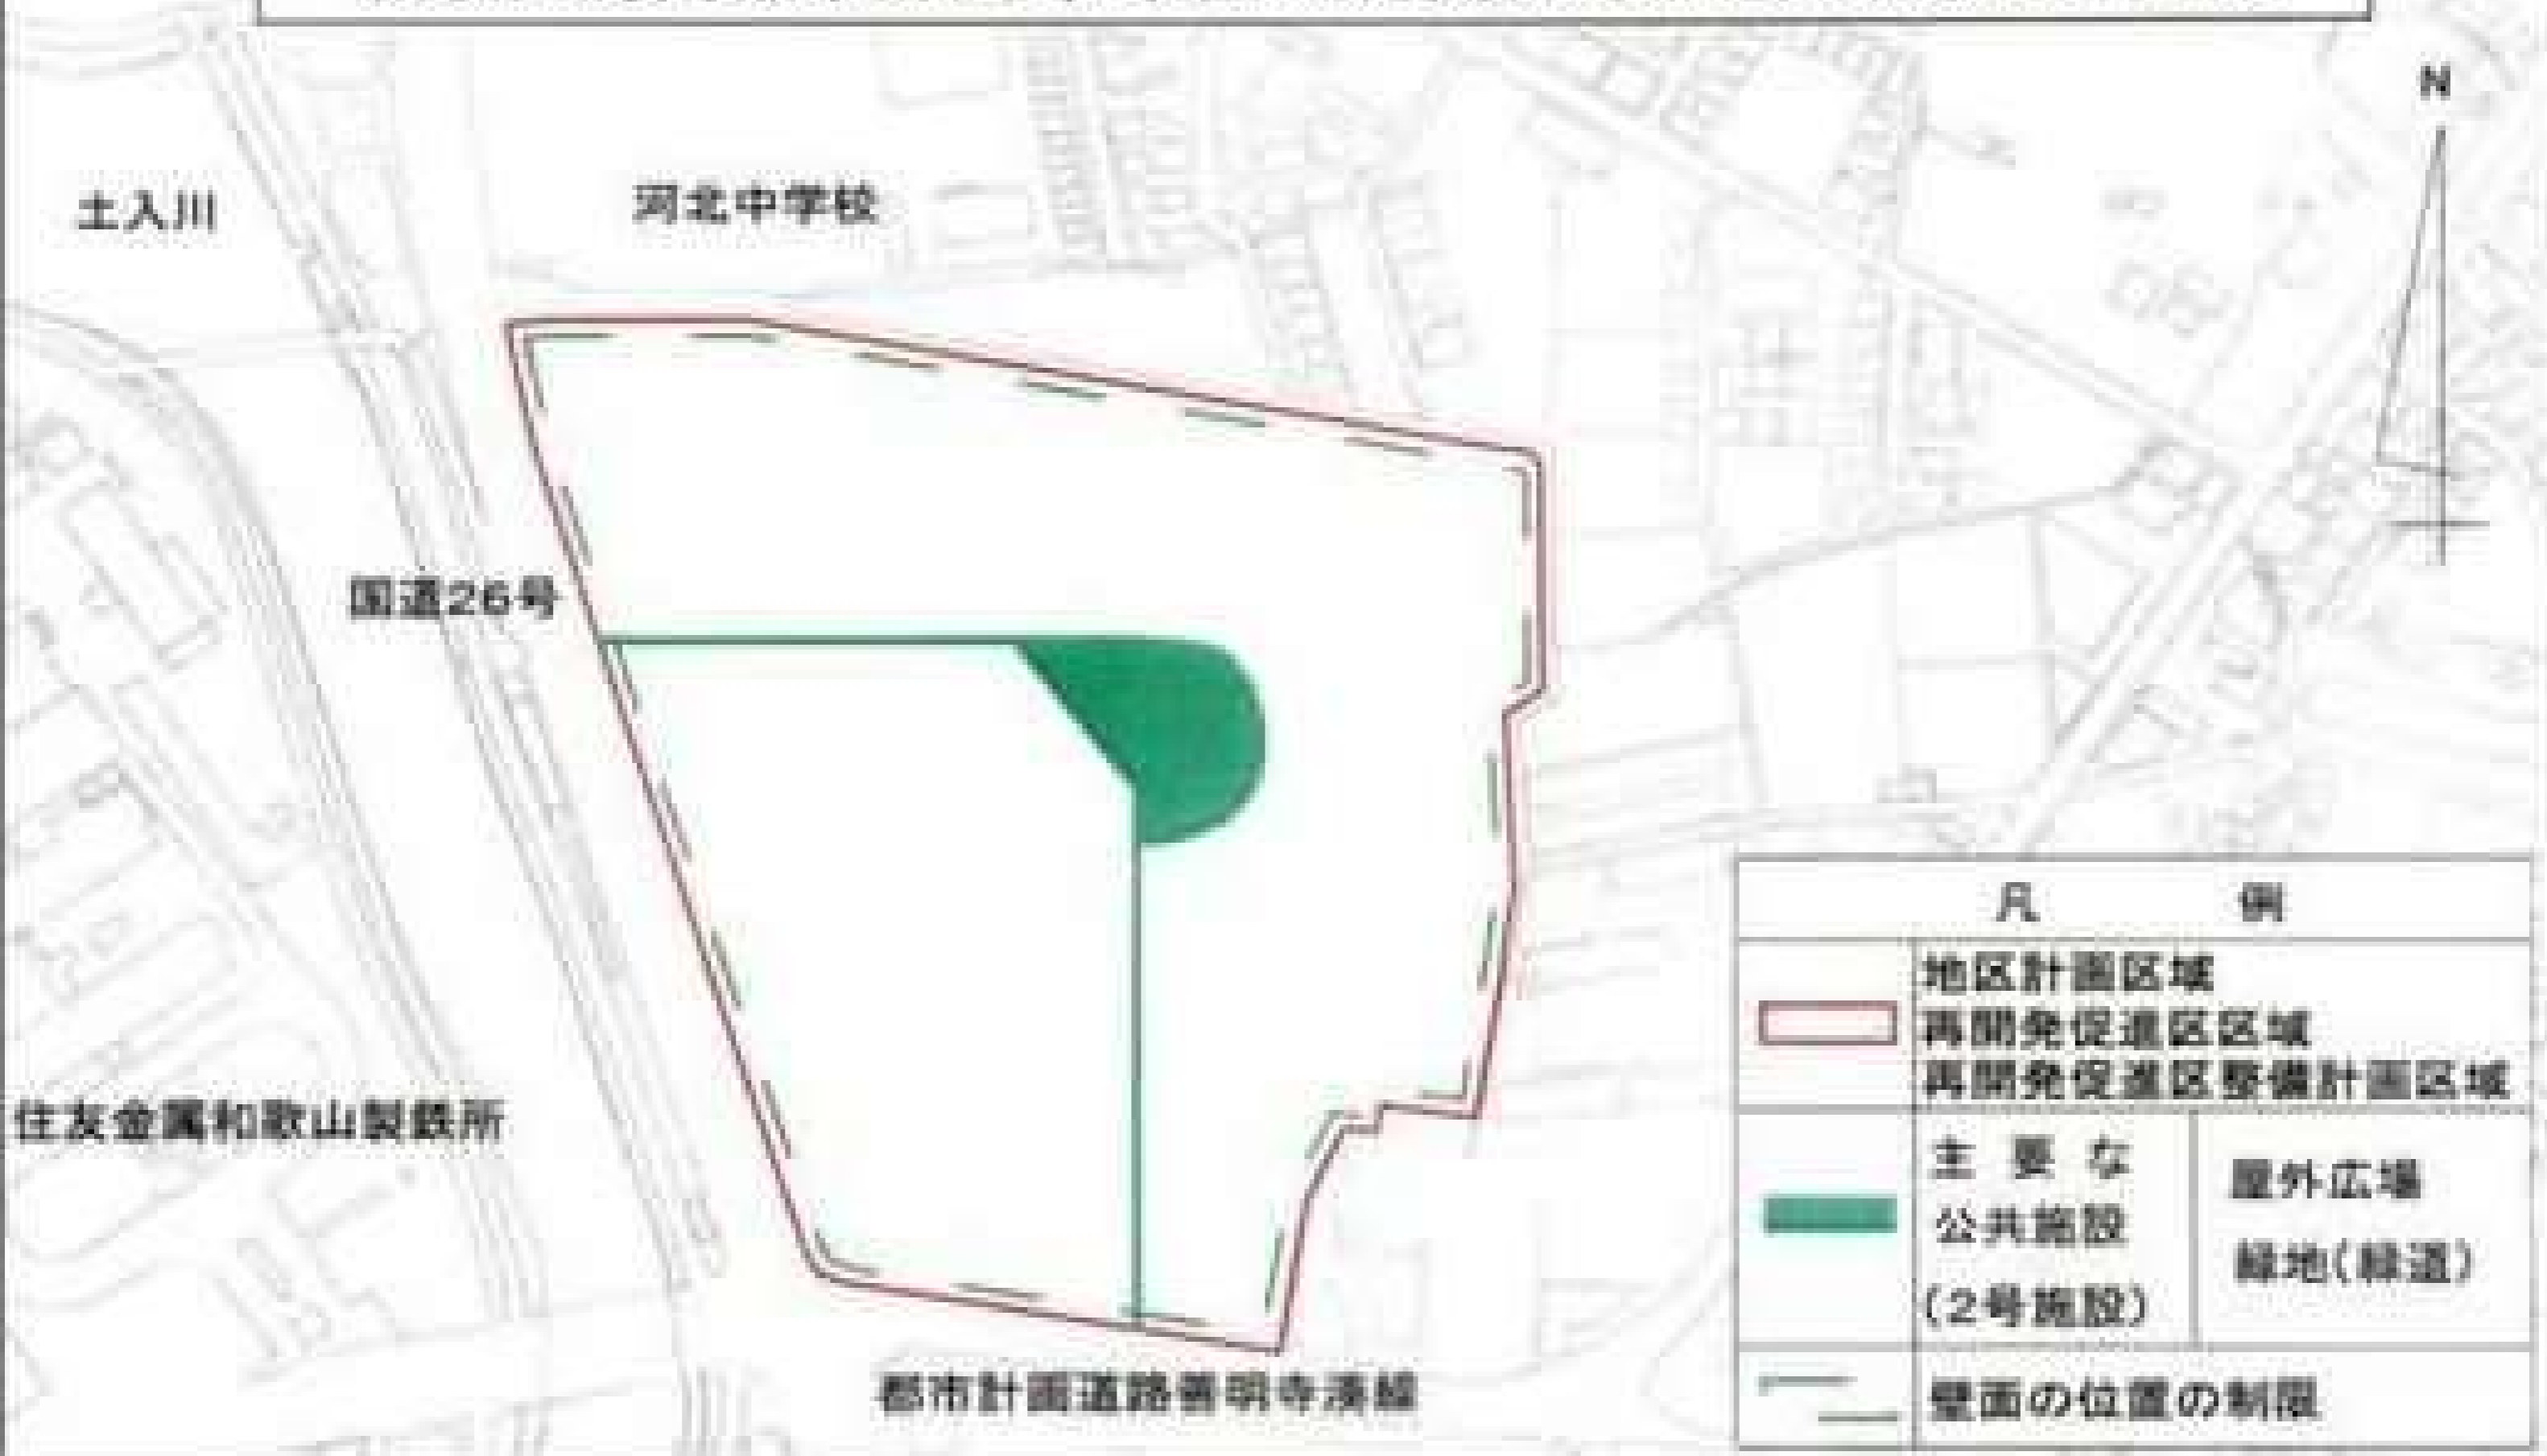 N
土入川
河北中学校
国道26号
住友金属和歌山製鉄所
都市計画道路善明寺湊線
凡例
地区計画区域
再開発促進区区域
再開発促進区整備計画区域
主要な
公共施設
(2号施設)
屋外広場
緑地(緑道)
壁面の位置の制限